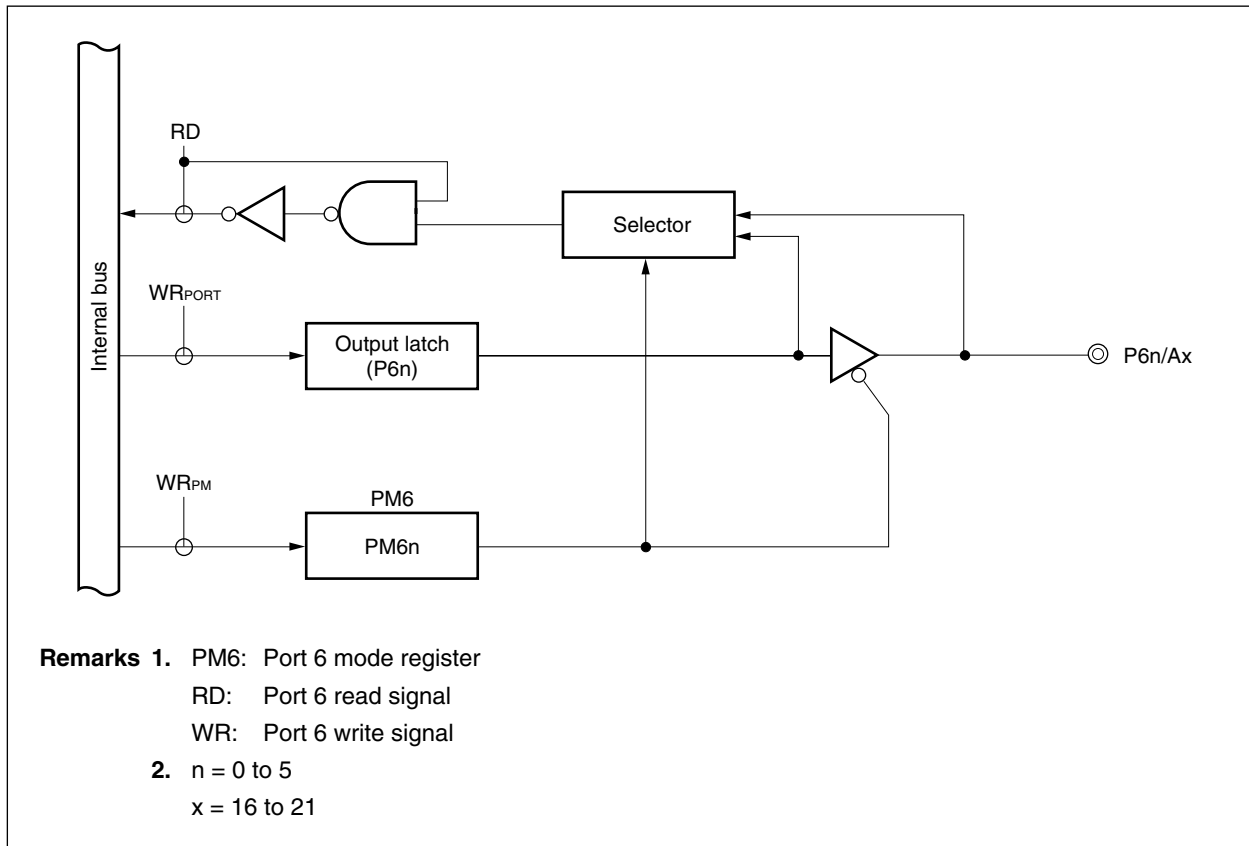 RD
Selector
Internal bus
WRPORT
Output latch
(P6n)
P6n/Ax
WRPM
PM6
PM6n
Remarks 1. PM6: Port 6 mode register
RD: Port 6 read signal
WR: Port 6 write signal
2. n = 0 to 5
x = 16 to 21